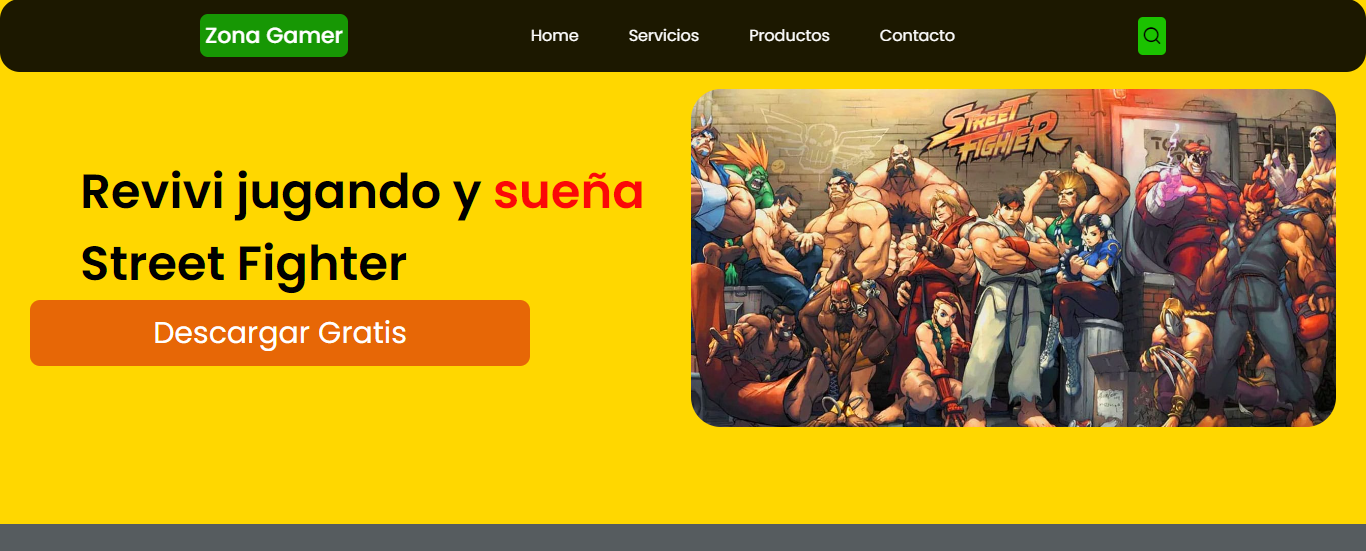 Zona Gamer
Home
Servicios
Productos
Contacto
STREET
FIGHTER
Revivi jugando y sueña
Street Fighter
Descargar Gratis